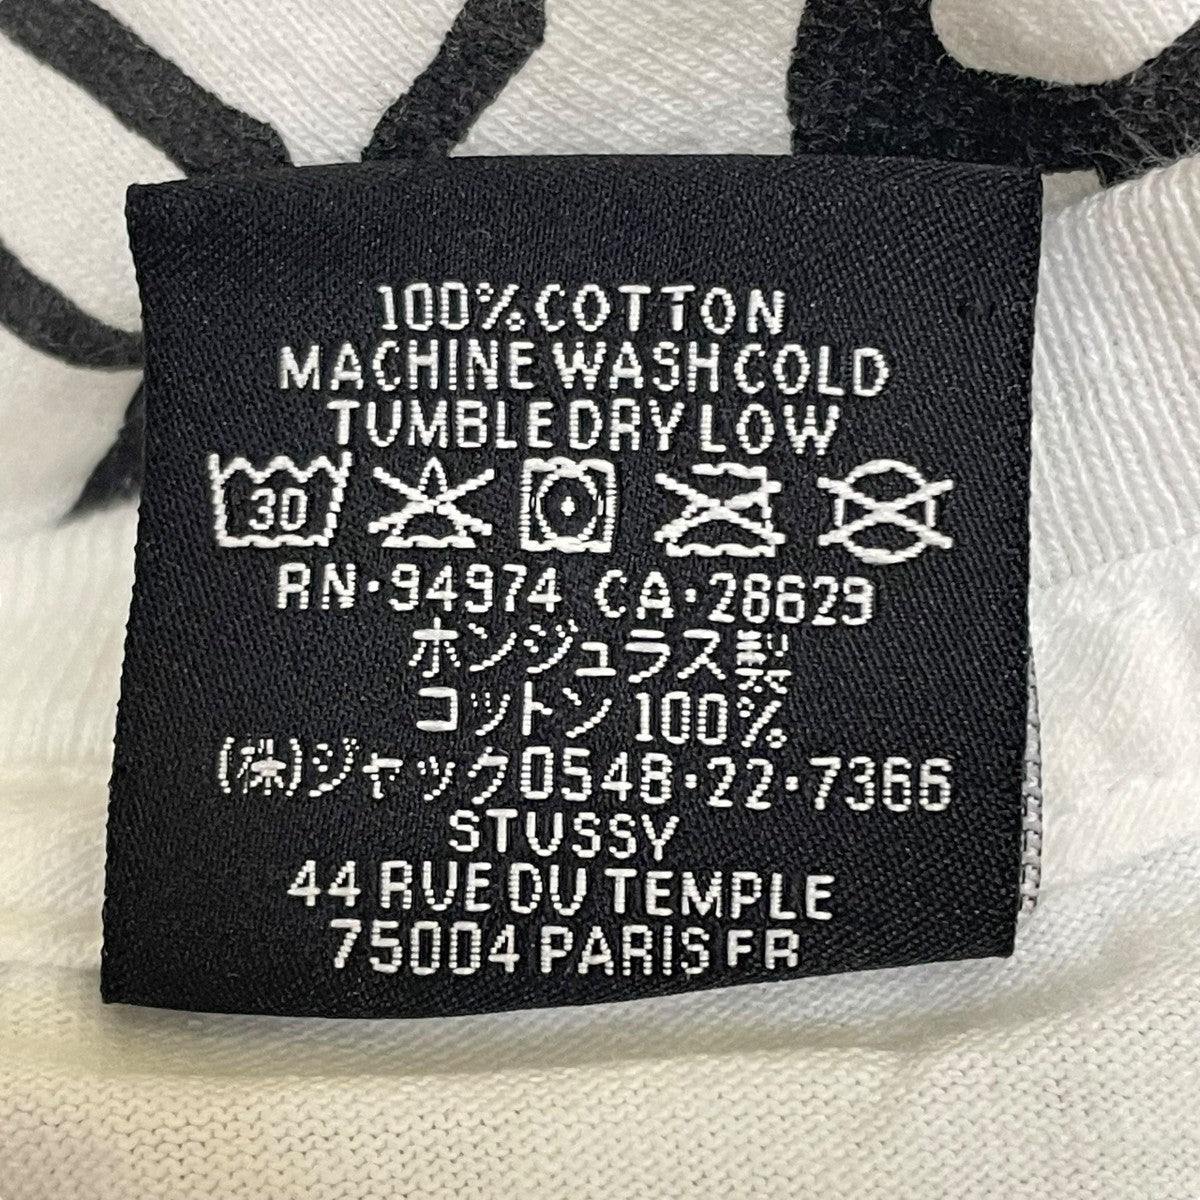 100% COTTON
MACHINE WASH COLD
TUMBLE DRY LOW
30
RN·94974 CA·28629
ホンジュラス製
コットン 100%
(株)ジャック0548·22·7366
STUSSY
44 RUE DU TEMPLE
75004 PARIS FR